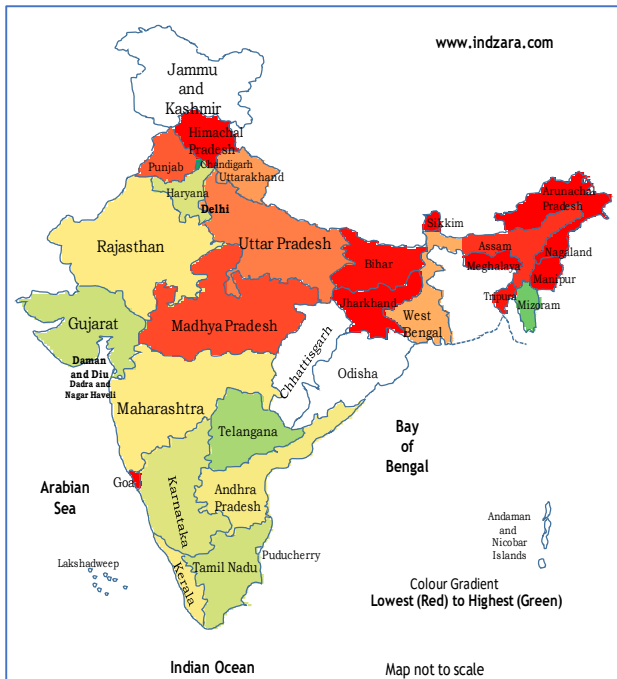 www.indzara.com
Jammu
and
Kashmir
Himachal
Pradesh
Punjab
Chandigarh
Uttarakhand
Haryana
Delhi
Rajasthan
Uttar Pradesh
Bihar
Sikkim
Arunachal
Pradesh
Assam
Nagaland
Meghalaya
Manipur
Tripura
Mizoram
Jharkhand
West
Bengal
Gujarat
Madhya Pradesh
Daman
and Diu
Dadra and
Nagar Haveli
Chhattisgarh
Odisha
Maharashtra
Telangana
Bay
of
Bengal
Arabian
Sea
Goa
Karnataka
Andhra
Pradesh
Andaman
and
Nicobar
Islands
Lakshadweep
Kerala
Tamil Nadu
Puducherry
Colour Gradient
Lowest (Red) to Highest (Green)
Indian Ocean
Map not to scale